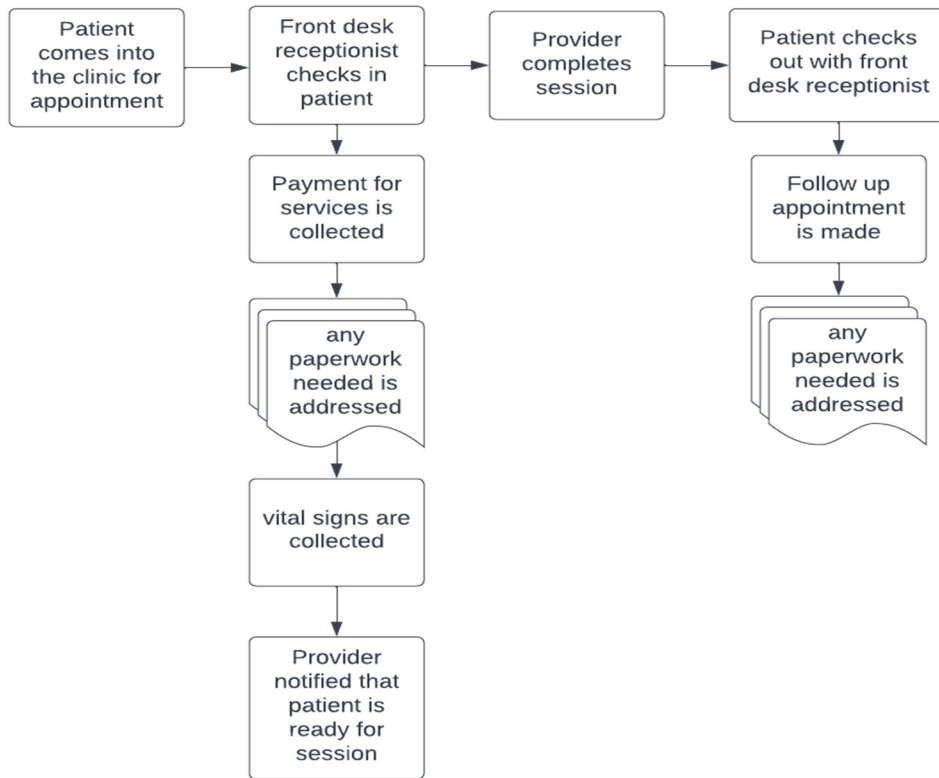 Patient
comes into
the clinic for
appointment
Front desk
receptionist
checks in
patient
Provider
completes
session
Patient checks
out with front
desk receptionist
Payment for
services is
collected
any
paperwork
needed is
addressed
vital signs are
collected
Provider
notified that
patient is
ready for
session
Follow up
appointment
is made
any
paperwork
needed is
addressed